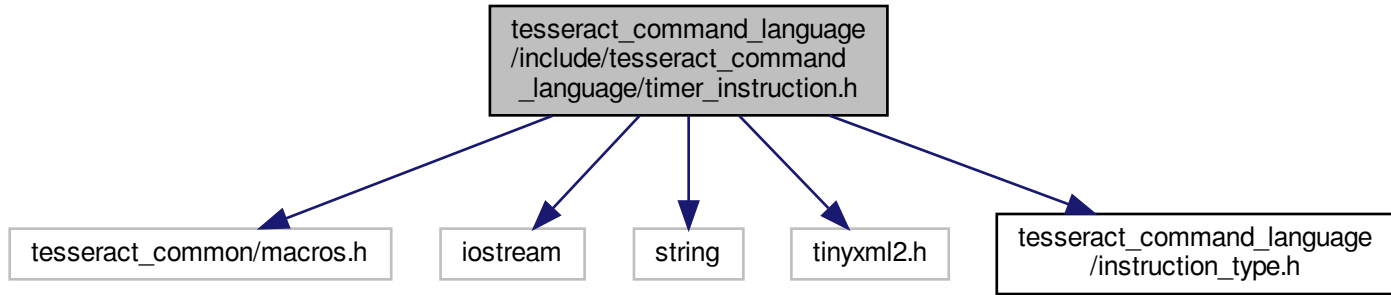 tesseract_command_language
/include/tesseract_command
_language/timer_instruction.h
tesseract_common/macros.h
iostream
string
tinyxml2.h
tesseract_command_language
/instruction_type.h